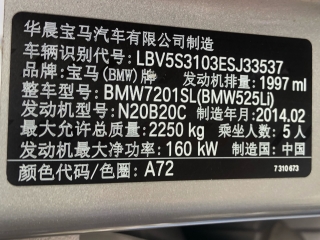 华晨宝马汽车有限公司制造
车辆识别代号: LBV5S3103ESJ33537
品牌: 宝马(BMW)牌 发动机排量: 1997 ml
整车型号: BMW7201SL(BMW525Li)
发动机型号: N20B20C 制造年月: 2014.02
最大允许总质量: 2250 kg 乘坐人数: 5 人
发动机最大净功率: 160 kW 制造国: 中国
颜色代码/色圈: A72 7 310 673